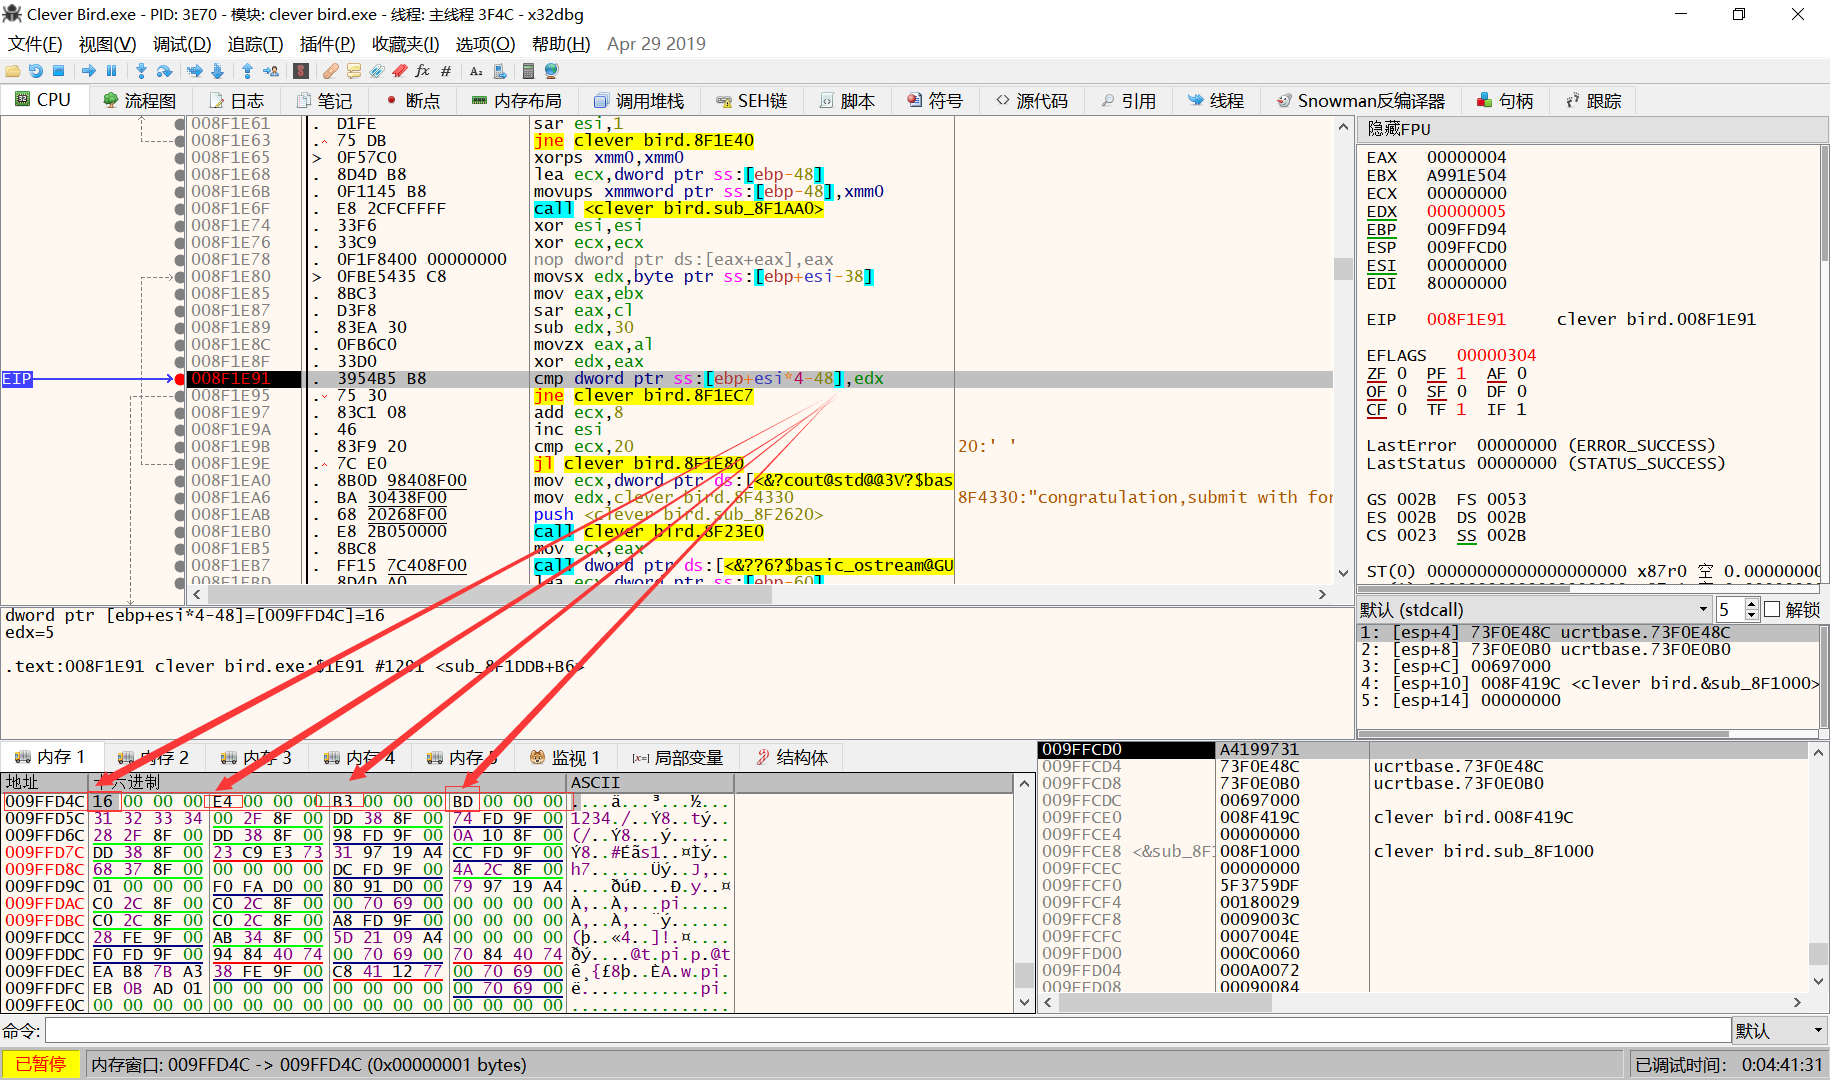 Clever Bird.exe - PID: 3E70 - 模块: clever bird.exe - 线程: 主线程 3F4C - x32dbg
文件(F) 视图(V) 调试(D) 追踪(T) 插件(P) 收藏夹(I) 选项(O) 帮助(H) Apr 29 2019
CPU 流程图 日志 笔记 断点 内存布局 调用堆栈 SEH链 脚本 符号 源代码 引用 线程 Snowman反编译器 句柄 跟踪
008F1E61 . D1FE sar esi,1
008F1E63 . 75 DB jne clever bird.8F1E40
008F1E65 > 0F57C0 xorps xmm0,xmm0
008F1E68 . 8D4D B8 lea ecx,dword ptr ss:[ebp-48]
008F1E6B . 0F1145 B8 movups xmmword ptr ss:[ebp-48],xmm0
008F1E6F . E8 2CFCFFFF call <clever bird.sub_8F1AA0>
008F1E74 . 33F6 xor esi,esi
008F1E76 . 33C9 xor ecx,ecx
008F1E78 . 0F1F8400 00000000 nop dword ptr ds:[eax+eax],eax
008F1E80 > 0FBE5435 C8 movsx edx,byte ptr ss:[ebp+esi-38]
008F1E85 . 8BC3 mov eax,ebx
008F1E87 . D3F8 sar eax,cl
008F1E89 . 83EA 30 sub edx,30
008F1E8C . 0FB6C0 movzx eax,al
008F1E8F . 33D0 xor edx,eax
EIP 008F1E91 . 3954B5 B8 cmp dword ptr ss:[ebp+esi*4-48],edx
008F1E95 . 75 30 jne clever bird.8F1EC7
008F1E97 . 83C1 08 add ecx,8
008F1E9A . 46 inc esi
008F1E9B . 83F9 20 cmp ecx,20 20:' '
008F1E9E . 7C E0 jl clever bird.8F1E80
008F1EA0 . 8B0D 98408F00 mov ecx,dword ptr ds:[<&?cout@std@@3V?$bas
008F1EA6 . BA 30438F00 mov edx,clever bird.8F4330 8F4330:"congratulation,submit with for
008F1EAB . 68 20268F00 push <clever bird.sub_8F2620>
008F1EB0 . E8 2B050000 call clever bird.8F23E0
008F1EB5 . 8BC8 mov ecx,eax
008F1EB7 . FF15 7C408F00 call dword ptr ds:[<&??6?$basic_ostream@GU
008F1EBD . 8D4D A0 lea ecx,dword ptr ss:[ebp-60]
隐藏FPU
EAX 00000004
EBX A991E504
ECX 00000000
EDX 00000005
EBP 009FFD94
ESP 009FFCD0
ESI 00000000
EDI 80000000
EIP 008F1E91 clever bird.008F1E91
EFLAGS 00000304
ZF 0 PF 1 AF 0
OF 0 SF 0 DF 0
CF 0 TF 1 IF 1
LastError 00000000 (ERROR_SUCCESS)
LastStatus 00000000 (STATUS_SUCCESS)
GS 002B FS 0053
ES 002B DS 002B
CS 0023 SS 002B
ST(0) 00000000000000000000 x87r0 空 0.00000000
dword ptr [ebp+esi*4-48]=[009FFD4C]=16
edx=5
.text:008F1E91 clever bird.exe:$1E91 #1291 <sub_8F1DDB+B6>
默认 (stdcall) 5 解锁
1: [esp+4] 73F0E48C ucrtbase.73F0E48C
2: [esp+8] 73F0E0B0 ucrtbase.73F0E0B0
3: [esp+C] 00697000
4: [esp+10] 008F419C <clever bird.&sub_8F1000>
5: [esp+14] 00000000
内存 1 内存 2 内存 3 内存 4 内存 5 监视 1 局部变量 结构体
地址 十六进制 ASCII
009FFD4C 16 00 00 00 E4 00 00 00 B3 00 00 00 BD 00 00 00 ....ä...³...½...
009FFD5C 31 32 33 34 00 2F 8F 00 DD 38 8F 00 74 FD 9F 00 1234./..Ý8..tý..
009FFD6C 28 2F 8F 00 DD 38 8F 00 98 FD 9F 00 0A 10 8F 00 (/..Ý8...ý......
009FFD7C DD 38 8F 00 23 C9 E3 73 31 97 19 A4 CC FD 9F 00 Ý8..#Éãs1..¤Ìý..
009FFD8C 68 37 8F 00 00 00 00 00 DC FD 9F 00 4A 2C 8F 00 h7......Üý..J,..
009FFD9C 01 00 00 00 F0 FA D0 00 80 91 D0 00 79 97 19 A4 ....ðúÐ...Ð.y..¤
009FFDAC C0 2C 8F 00 C0 2C 8F 00 00 70 69 00 00 00 00 00 À,..À,...pi.....
009FFDBC C0 2C 8F 00 C0 2C 8F 00 A8 FD 9F 00 00 00 00 00 À,..À,..¨ý......
009FFDCC 28 FE 9F 00 AB 34 8F 00 5D 21 09 A4 00 00 00 00 (þ..«4..]!.¤....
009FFDDC F0 FD 9F 00 94 84 40 74 00 70 69 00 70 84 40 74 ðý....@t.pi.p.@t
009FFDEC EA B8 7B A3 38 FE 9F 00 C8 41 12 77 00 70 69 00 ê¸{£8þ..ÈA.w.pi.
009FFDFC EB 0B AD 01 00 00 00 00 00 00 00 00 00 70 69 00 ë............pi.
009FFE0C 00 00 00 00 00 00 00 00 00 00 00 00 00 00 00 00 ................
009FFCD0 A4199731
009FFCD4 73F0E48C ucrtbase.73F0E48C
009FFCD8 73F0E0B0 ucrtbase.73F0E0B0
009FFCDC 00697000
009FFCE0 008F419C clever bird.008F419C
009FFCE4 00000000
009FFCE8 <&sub_8F1 008F1000 clever bird.sub_8F1000
009FFCEC 00000000
009FFCF0 5F3759DF
009FFCF4 00180029
009FFCF8 0009003C
009FFCFC 0007004E
009FFD00 000C0060
009FFD04 000A0072
009FFD08 00090084
命令: 默认
已暂停 内存窗口: 009FFD4C -> 009FFD4C (0x00000001 bytes) 已调试时间: 0:04:41:31